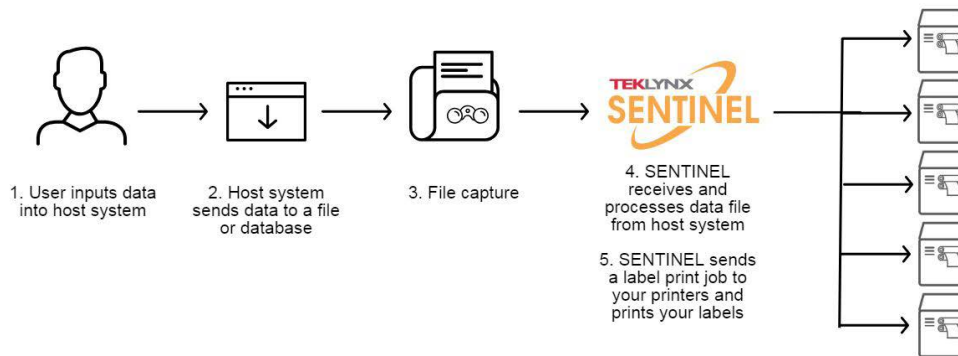 1. User inputs data
into host system
2. Host system
sends data to a file
or database
3. File capture
TEKLYNX
SENTINEL
4. SENTINEL
receives and
processes data file
from host system
5. SENTINEL sends
a label print job to
your printers and
prints your labels